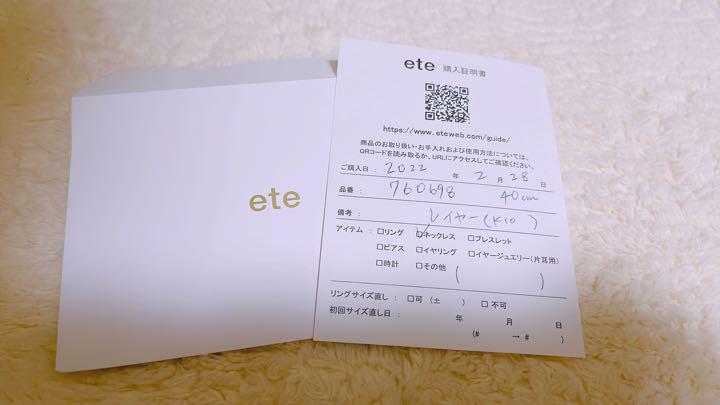 ete
ete 購入証明書
https://www.eteweb.com/guide/
商品のお取り扱い・お手入れおよび使用方法については、
QRコードを読み取るか、URLにアクセスしてご確認ください。
ご購入日： 2022 年 2 月 28 日
品番： 760698 40cm
備考： レイヤー(K10)
アイテム：□リング □ネックレス □ブレスレット
□ピアス □イヤリング □イヤージュエリー(片耳用)
□時計 □その他 ( )
リングサイズ直し：□可 (± ) □不可
初回サイズ直し日： 年 月 日
(# → # )